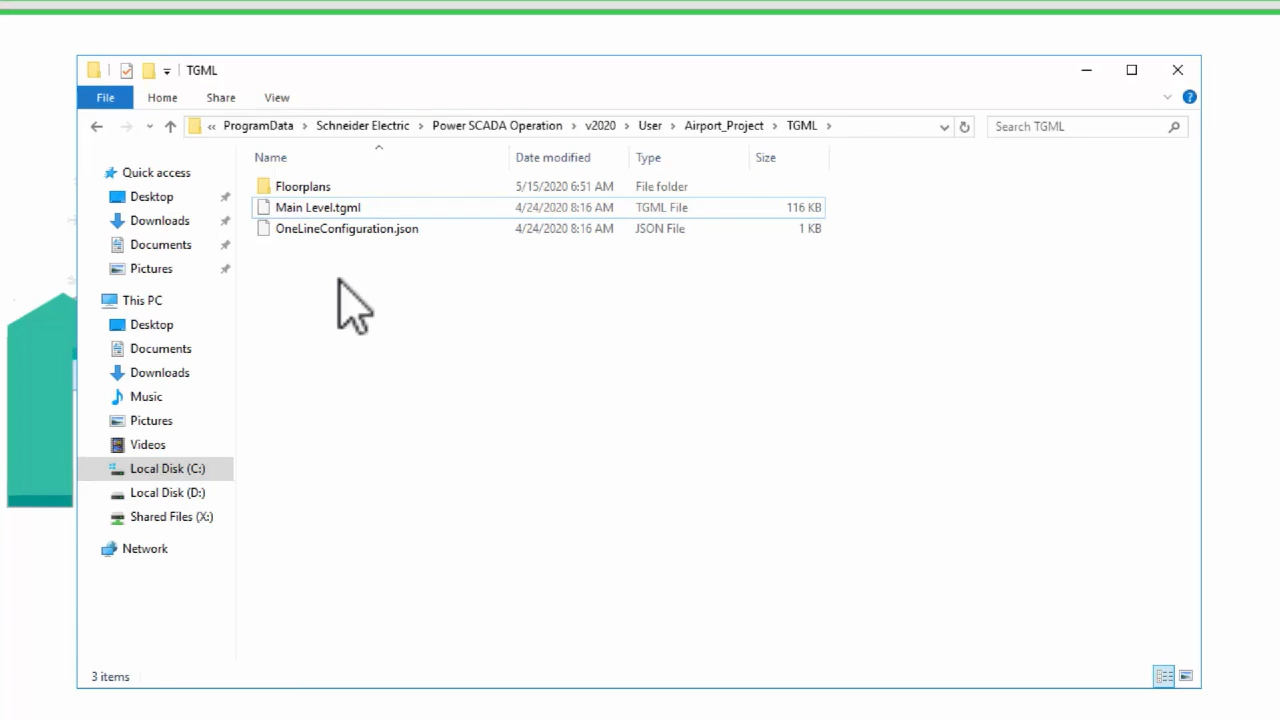 TGML
File Home Share View
« ProgramData > Schneider Electric > Power SCADA Operation > v2020 > User > Airport_Project > TGML > Search TGML
Name Date modified Type Size
Quick access
Desktop
Downloads
Documents
Pictures
This PC
Desktop
Documents
Downloads
Music
Pictures
Videos
Local Disk (C:)
Local Disk (D:)
Shared Files (X:)
Network
Floorplans 5/15/2020 6:51 AM File folder
Main Level.tgml 4/24/2020 8:16 AM TGML File 116 KB
OneLineConfiguration.json 4/24/2020 8:16 AM JSON File 1 KB
3 items